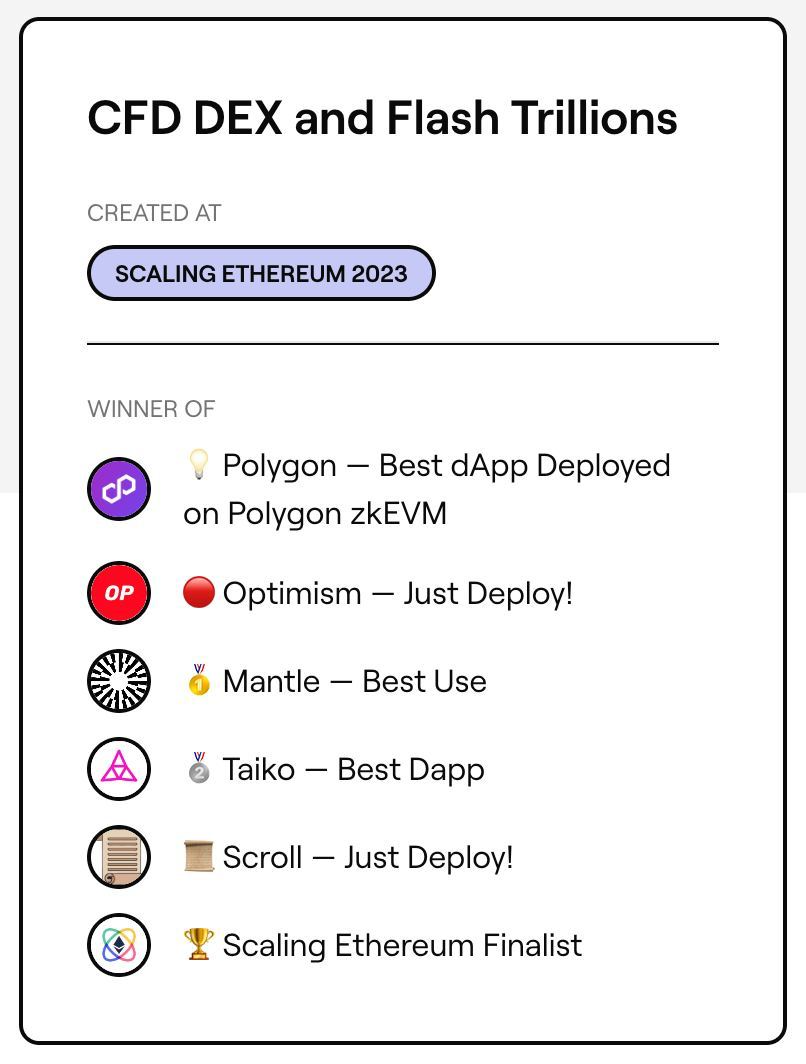 CFD DEX and Flash Trillions
CREATED AT
SCALING ETHEREUM 2023
WINNER OF
💡 Polygon — Best dApp Deployed
on Polygon zkEVM
OP
🔴 Optimism — Just Deploy!
🥇 Mantle — Best Use
🥈 Taiko — Best Dapp
📜 Scroll — Just Deploy!
🏆 Scaling Ethereum Finalist